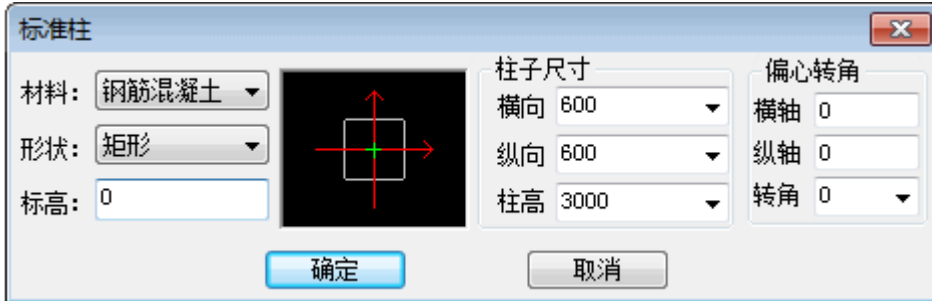 标准柱
材料： 钢筋混凝土
形状： 矩形
标高： 0
柱子尺寸
横向 600
纵向 600
柱高 3000
偏心转角
横轴 0
纵轴 0
转角 0
确定 取消